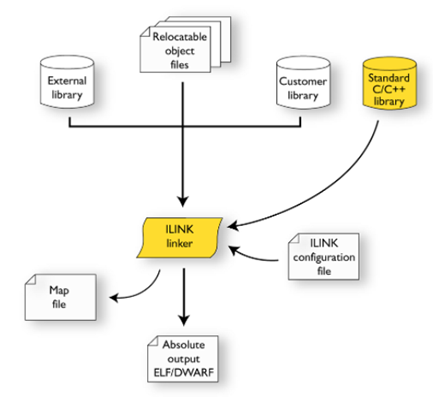 Relocatable
object
files
External
library
Customer
library
Standard
C/C++
library
ILINK
linker
ILINK
configuration
file
Map
file
Absolute
output
ELF/DWARF